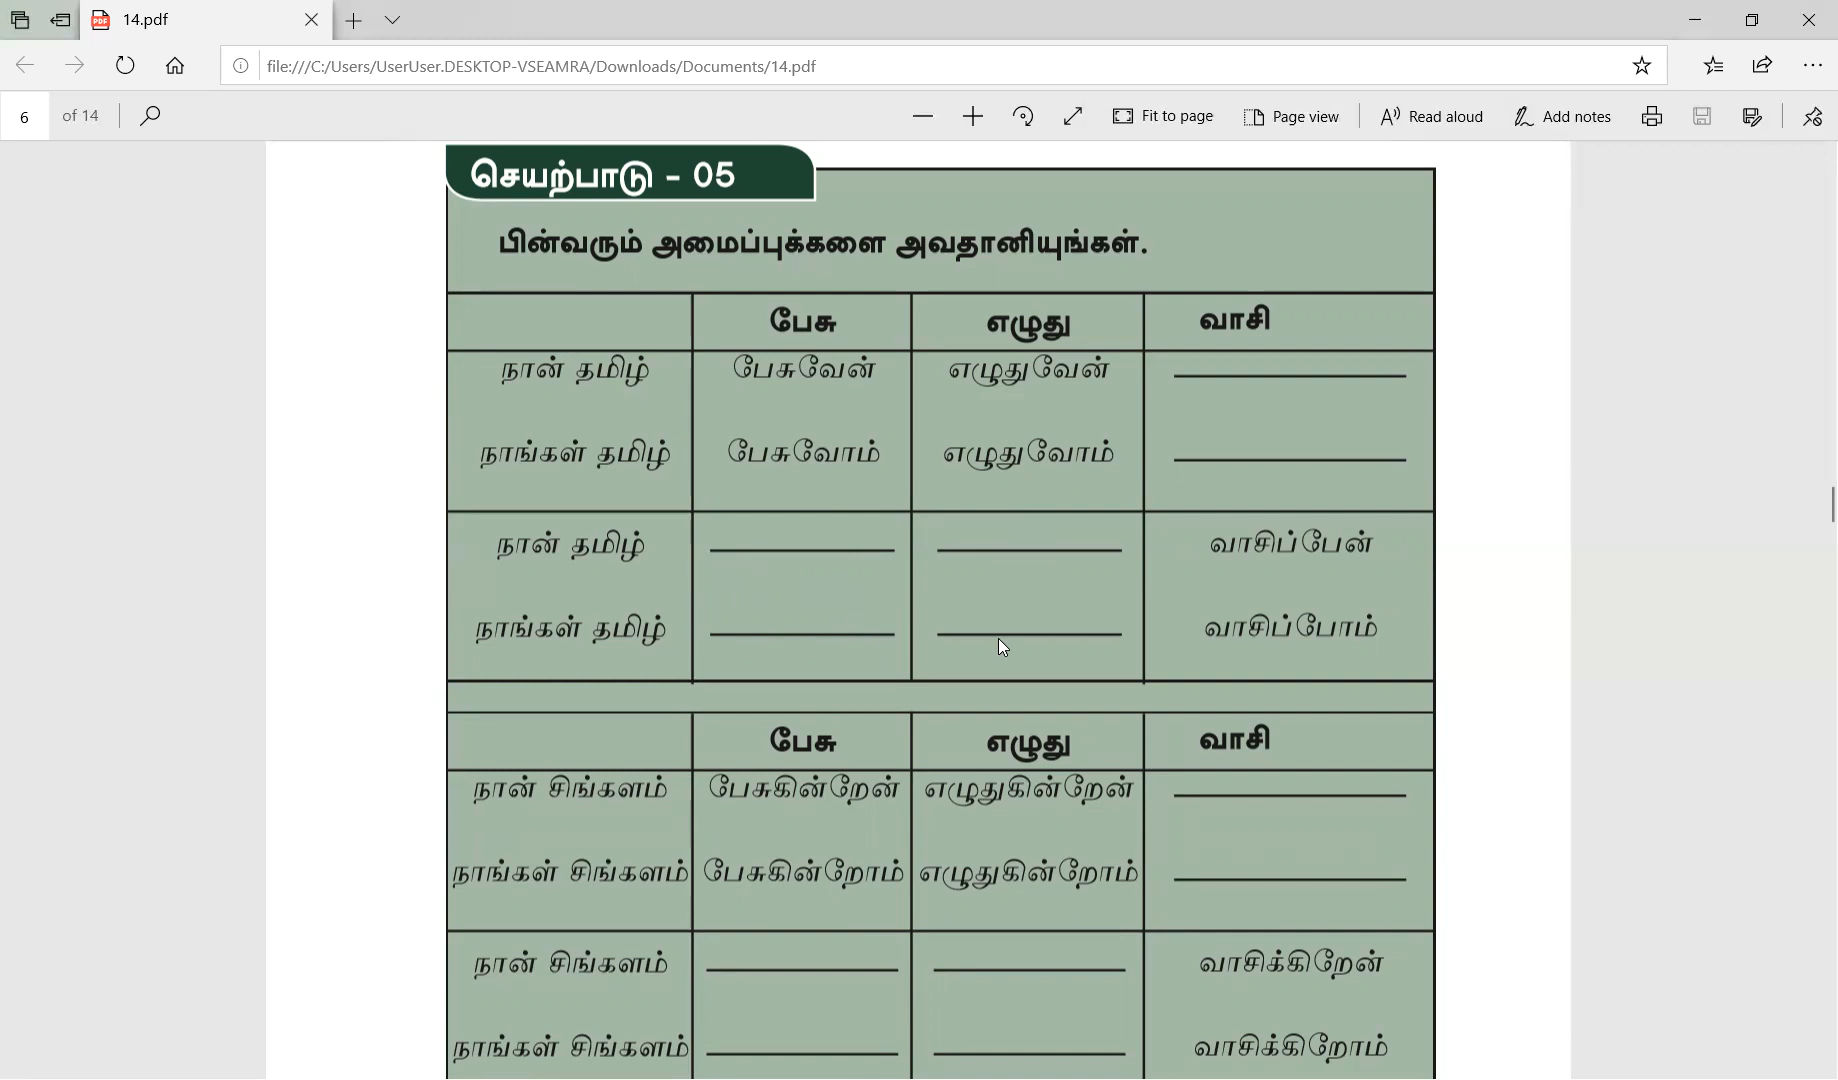 14.pdf
file:///C:/Users/UserUser.DESKTOP-VSEAMRA/Downloads/Documents/14.pdf
6 of 14 Fit to page Page view Read aloud Add notes
செயற்பாடு - 05
பின்வரும் அமைப்புக்களை அவதானியுங்கள்.
பேசு எழுது வாசி
நான் தமிழ் பேசுவேன் எழுதுவேன்
நாங்கள் தமிழ் பேசுவோம் எழுதுவோம்
நான் தமிழ் வாசிப்பேன்
நாங்கள் தமிழ் வாசிப்போம்
பேசு எழுது வாசி
நான் சிங்களம் பேசுகின்றேன் எழுதுகின்றேன்
நாங்கள் சிங்களம் பேசுகின்றோம் எழுதுகின்றோம்
நான் சிங்களம் வாசிக்கிறேன்
நாங்கள் சிங்களம் வாசிக்கிறோம்